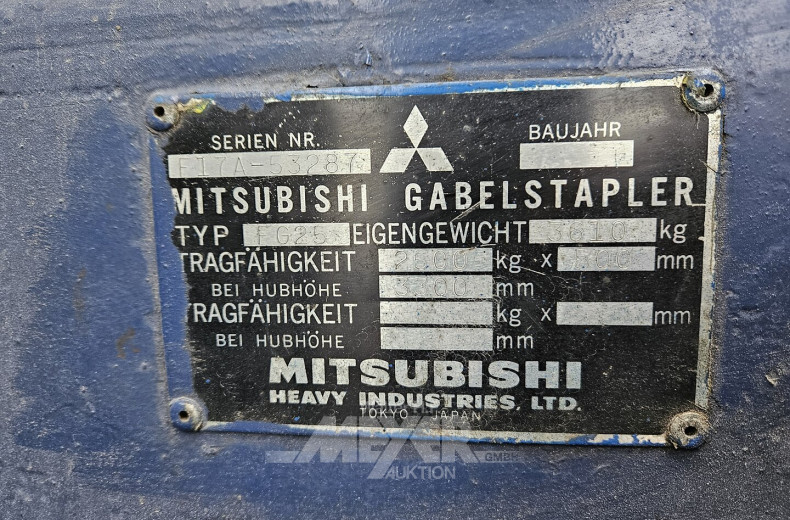 SERIEN NR. BAUJAHR
F17A-53287
MITSUBISHI GABELSTAPLER
TYP FG25 EIGENGEWICHT kg
TRAGFÄHIGKEIT kg x mm
BEI HUBHÖHE mm
TRAGFÄHIGKEIT kg x mm
BEI HUBHÖHE mm
MITSUBISHI
HEAVY INDUSTRIES, LTD.
TOKYO JAPAN
AUKTION
GMBH